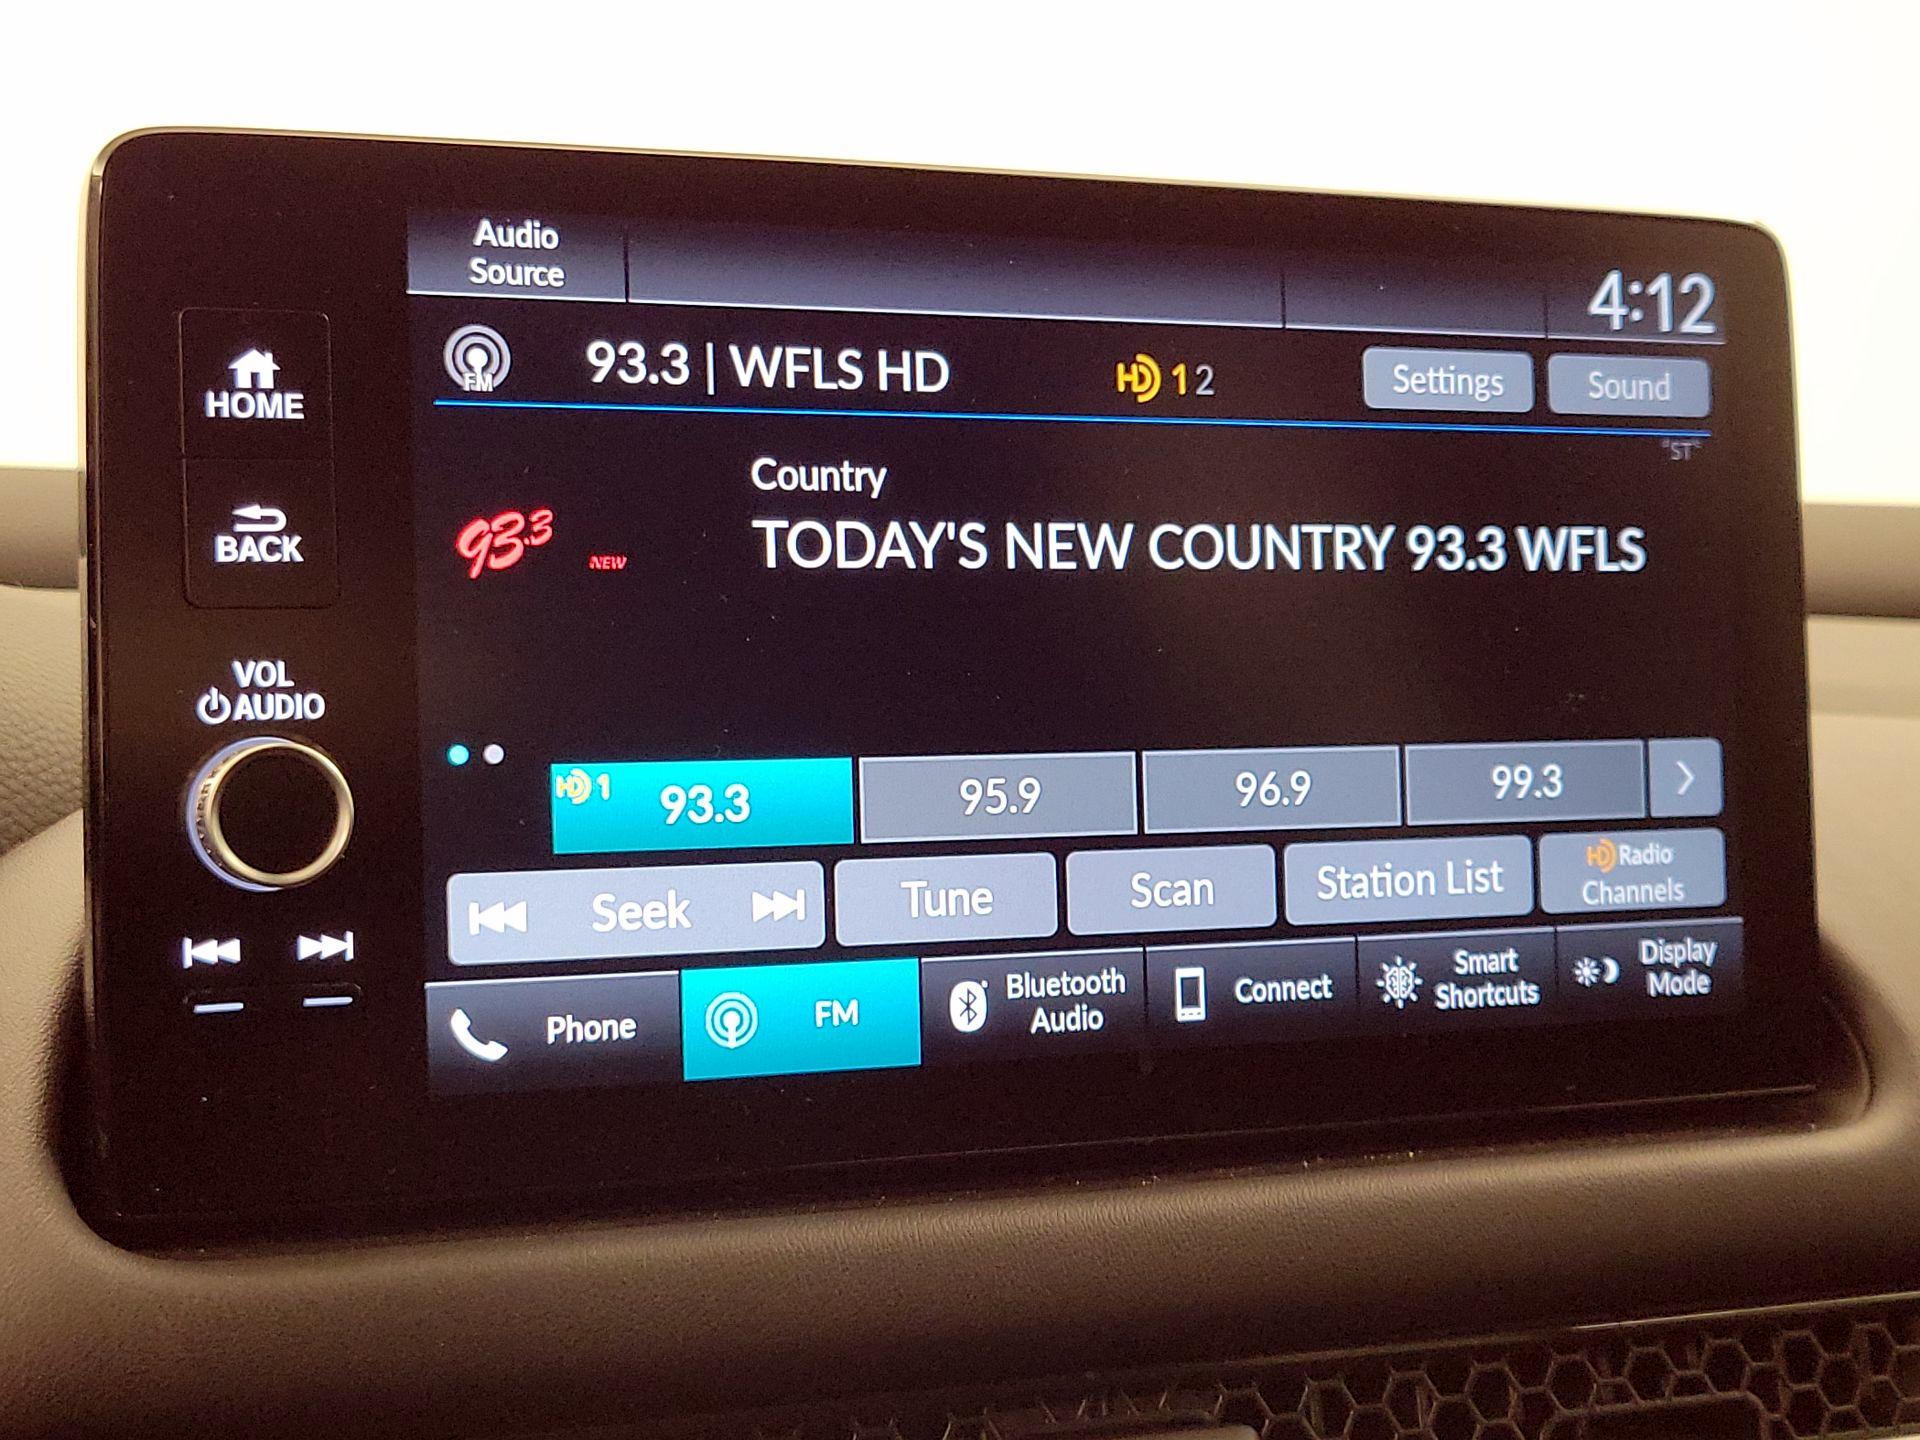 Audio
Source
4:12
FM
93.3 | WFLS HD
HD 1 2
Settings
Sound
"ST"
HOME
Country
93.3 NEW
TODAY'S NEW COUNTRY 93.3 WFLS
BACK
VOL
AUDIO
HD 1
93.3
95.9
96.9
99.3
Seek
Tune
Scan
Station List
HD Radio
Channels
Phone
FM
Bluetooth
Audio
Connect
Smart
Shortcuts
Display
Mode